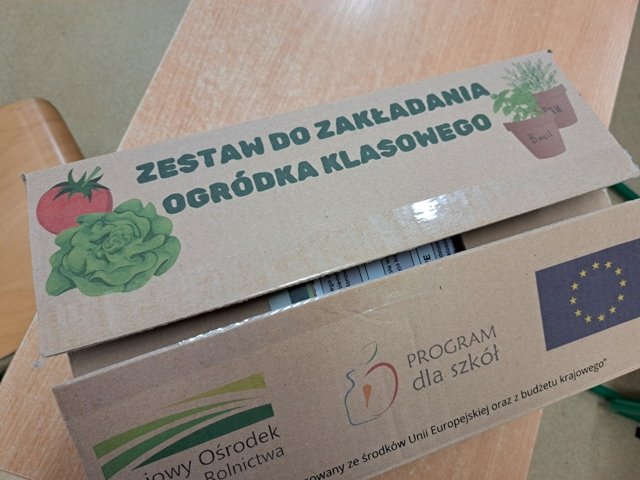 ZESTAW DO ZAKŁADANIA
OGRÓDKA KLASOWEGO
Basil
PROGRAM
dla szkół
jowy Ośrodek
Rolnictwa
owany ze środków Unii Europejskiej oraz z budżetu krajowego"